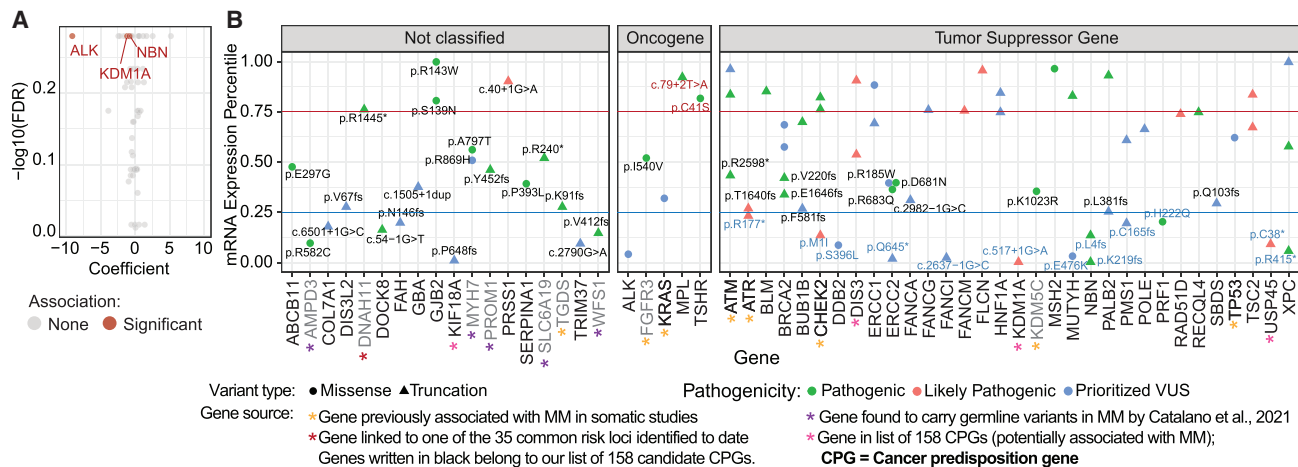 A
B
ALK
NBN
KDM1A
−log10(FDR)
0.2
0.1
0.0
−10 −5 0 5 10
Coefficient
Association:
None Significant
Not classified Oncogene Tumor Suppressor Gene
mRNA Expression Percentile
1.00
0.75
0.50
0.25
0.00
p.R143W
c.40+1G>A
p.S139N
p.R1445*
p.A797T
p.R869H
p.R240*
p.E297G
p.Y452fs
p.V67fs
c.1505+1dup
p.P393L
p.K91fs
p.N146fs
c.6501+1G>C
c.54−1G>T
p.V412fs
p.R582C
p.P648fs
c.2790G>A
c.79+2T>A
p.C41S
p.I540V
p.R2598*
p.V220fs
p.R185W
p.D681N
p.T1640fs
p.E1646fs
p.R683Q
p.K1023R
p.Q103fs
p.R177*
p.F581fs
c.2982−1G>C
p.L381fs
p.H222Q
p.M1I
p.C165fs
p.C38*
p.S396L
p.Q645*
c.517+1G>A
p.L4fs
c.2637−1G>C
p.E476K
p.K219fs
p.R415*
ABCB11
* AMPD3
COL7A1
DIS3L2
* DNAH11
DOCK8
FAH
GBA
GJB2
* KIF18A
* MYH7
* PROM1
PRSS1
SERPINA1
* SLC6A19
* TGDS
TRIM37
* WFS1
ALK
* FGFR3
* KRAS
MPL
TSHR
* ATM
* ATR
BLM
BRCA2
BUB1B
* CHEK2
DDB2
* DIS3
ERCC1
ERCC2
FANCA
FANCG
FANCI
FANCM
FLCN
HNF1A
* KDM1A
* KDM5C
MSH2
MUTYH
NBN
PALB2
PMS1
POLE
PRF1
RAD51D
RECQL4
SBDS
* TP53
TSC2
* USP45
XPC
Gene
Variant type: Missense Truncation
Pathogenicity: Pathogenic Likely Pathogenic Prioritized VUS
Gene source: * Gene previously associated with MM in somatic studies
* Gene linked to one of the 35 common risk loci identified to date
Genes written in black belong to our list of 158 candidate CPGs.
* Gene found to carry germline variants in MM by Catalano et al., 2021
* Gene in list of 158 CPGs (potentially associated with MM);
CPG = Cancer predisposition gene